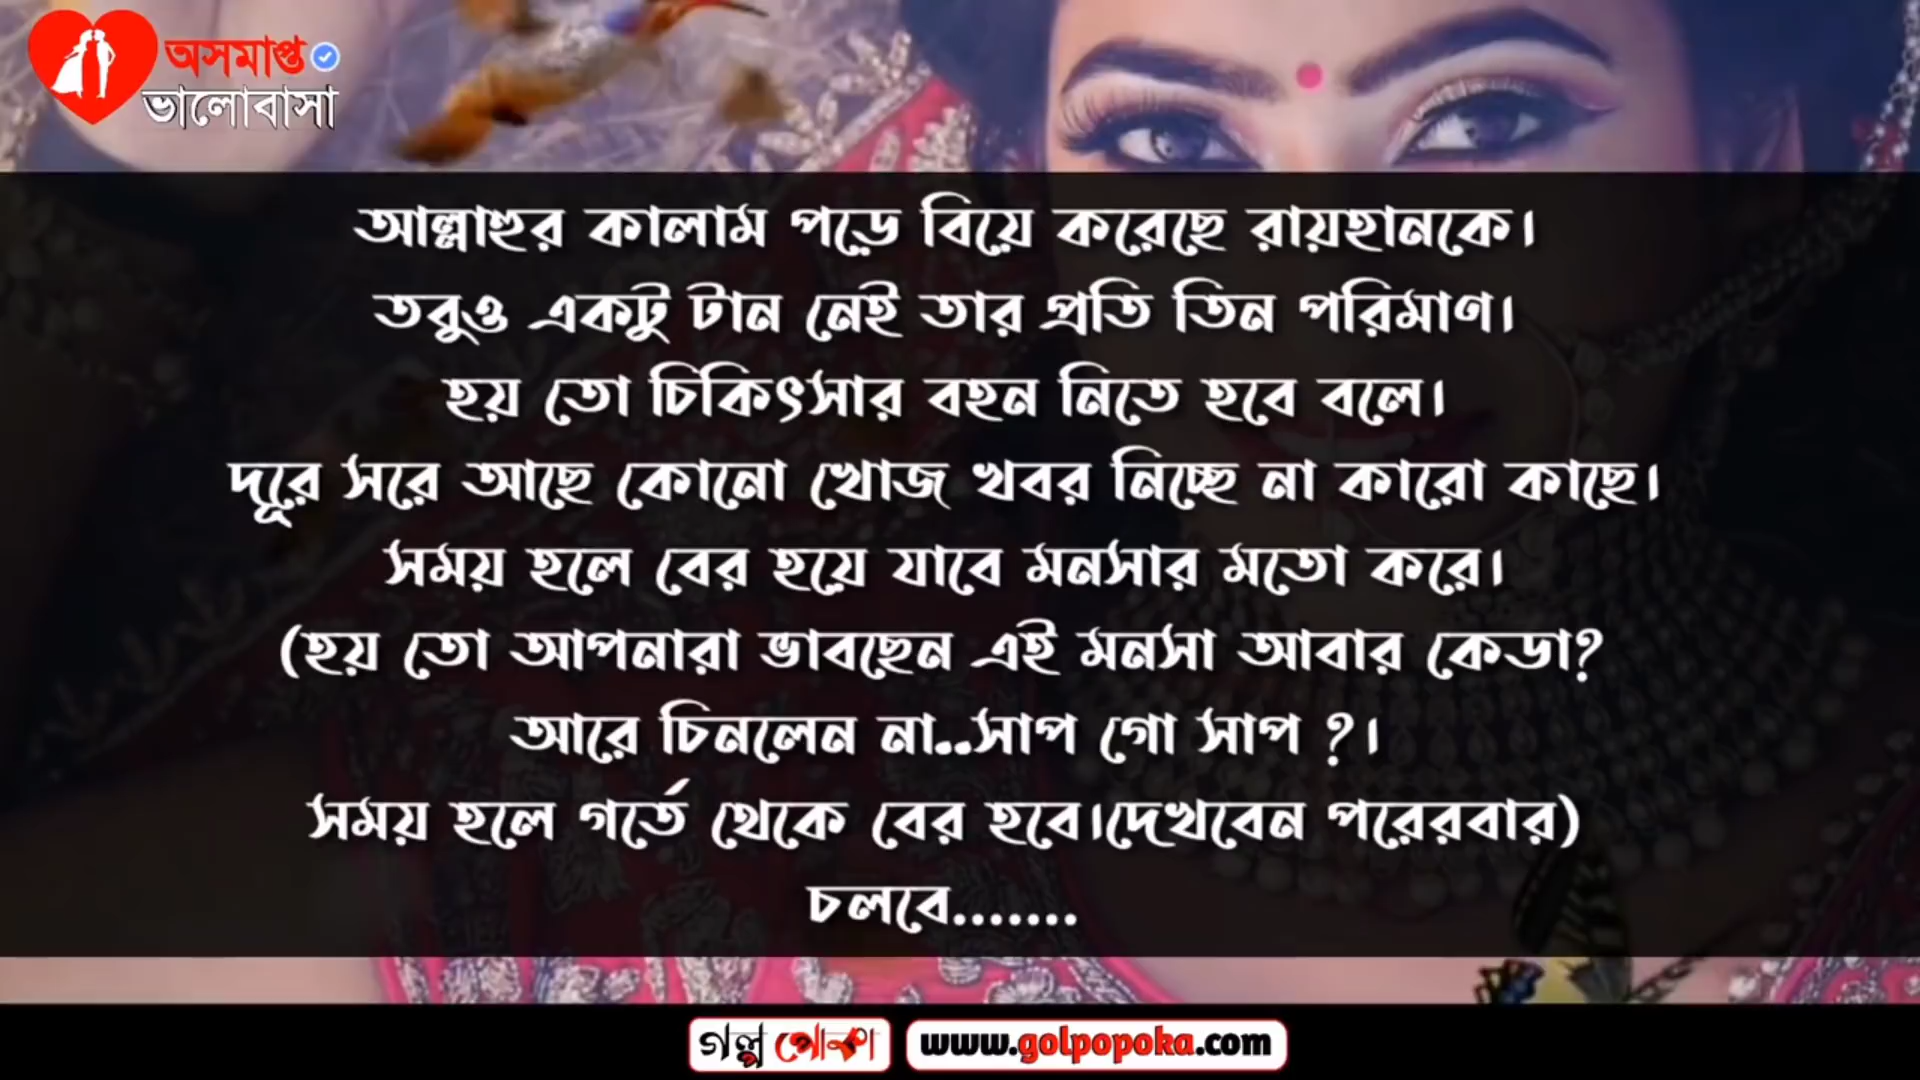 অসমাপ্ত
ভালোবাসা
আল্লাহুর কালাম পড়ে বিয়ে করেছে রায়হানকে।
তবুও একটু টান নেই তার প্রতি তিন পরিমাণ।
হয় তো চিকিৎসার বহন নিতে হবে বলে।
দূরে সরে আছে কোনো খোজ খবর নিচ্ছে না কারো কাছে।
সময় হলে বের হয়ে যাবে মনসার মতো করে।
(হয় তো আপনারা ভাবছেন এই মনসা আবার কেডা?
আরে চিনলেন না..সাপ গো সাপ ?।
সময় হলে গর্তে থেকে বের হবে।দেখবেন পরেরবার)
চলবে.......
গল্প পোকা www.golpopoka.com